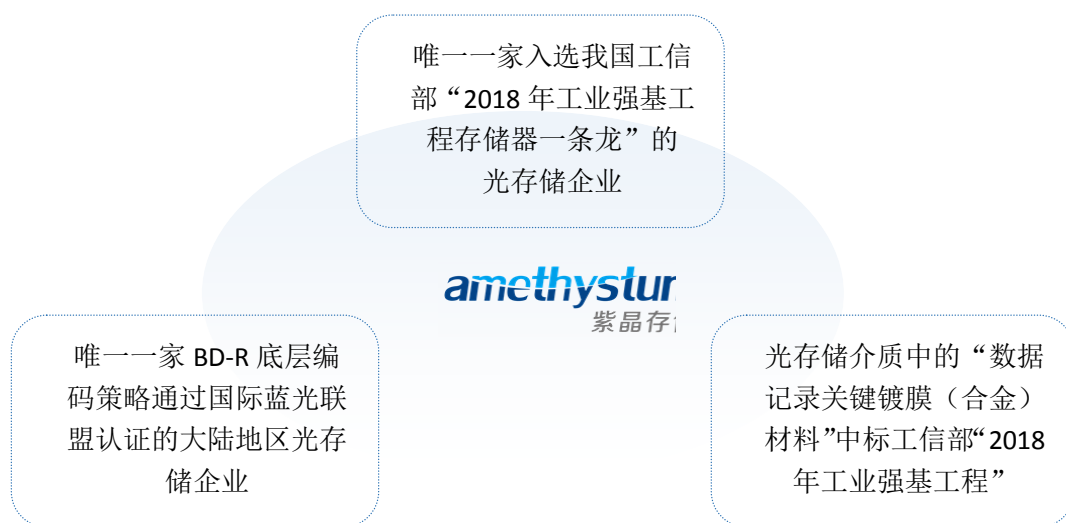 唯一一家入选我国工信
部“2018 年工业强基工
程存储器一条龙”的
光存储企业
amethystur
紫晶存
唯一一家 BD-R 底层编
码策略通过国际蓝光联
盟认证的大陆地区光存
储企业
光存储介质中的“数据
记录关键镀膜（合金）
材料”中标工信部“2018
年工业强基工程”